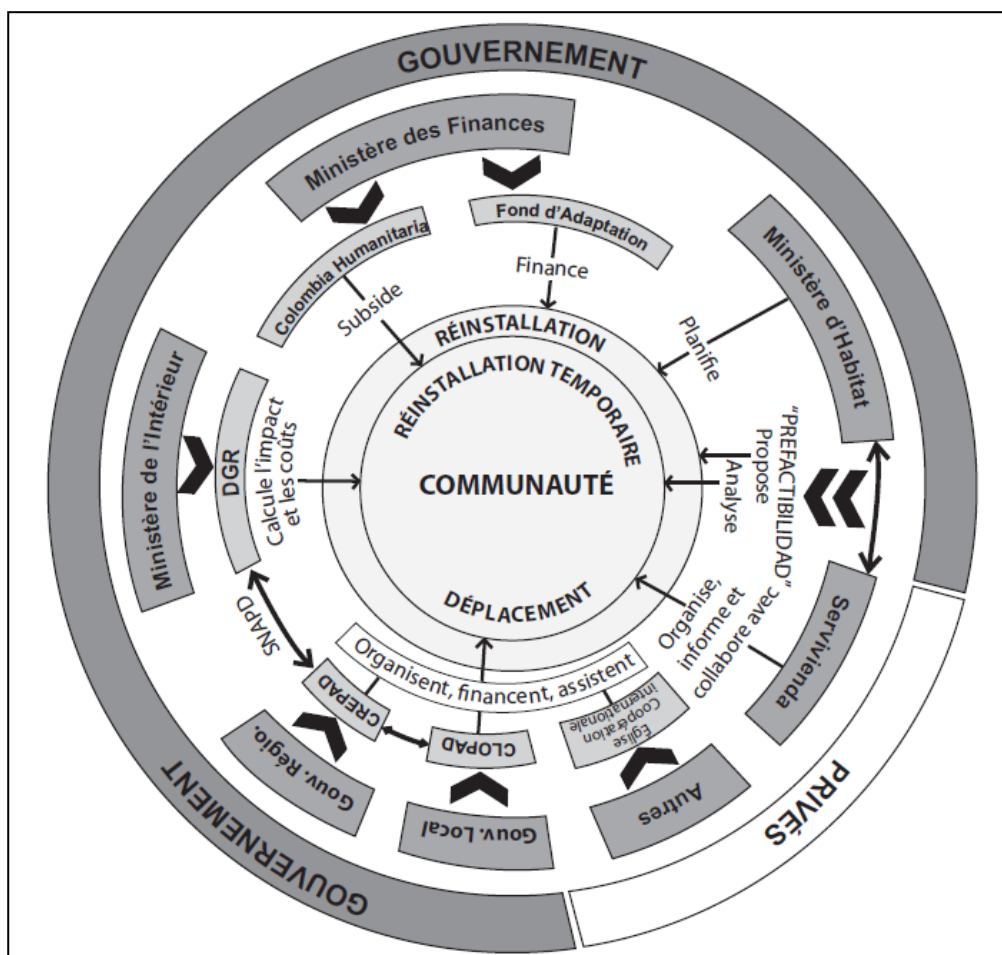 GOUVERNEMENT
Ministère des Finances
Colombia Humanitaria
Fond d'Adaptation
Finance
Subside
Ministère d'Habitat
Planifie
RÉINSTALLATION
RÉINSTALLATION TEMPORAIRE
COMMUNAUTÉ
DÉPLACEMENT
Ministère de l'Intérieur
DGR
Calcule l'impact
et les coûts
"PREFACTIBILIDAD"
Propose
Analyse
Organise,
informe et
collabore avec
Servivienda
SNAPD
Organisent, financent, assistent
CREPAD
CLOPAD
Église
Coopération
internationale
Gouv. Régio.
Gouv. Local
Autres
GOUVERNEMENT
PRIVÉS